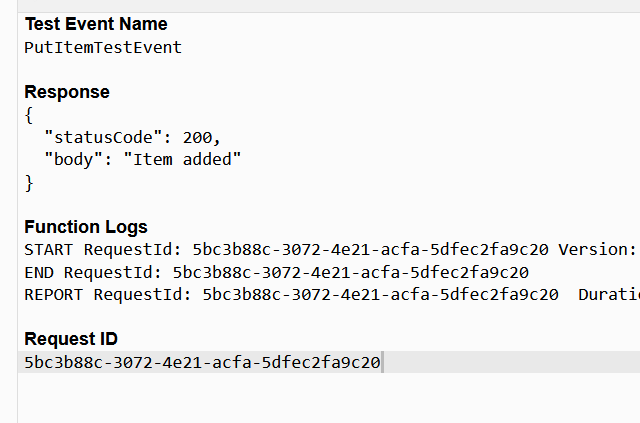 Test Event Name
PutItemTestEvent
Response
{
"statusCode": 200,
"body": "Item added"
}
Function Logs
START RequestId: 5bc3b88c-3072-4e21-acfa-5dfec2fa9c20 Version:
END RequestId: 5bc3b88c-3072-4e21-acfa-5dfec2fa9c20
REPORT RequestId: 5bc3b88c-3072-4e21-acfa-5dfec2fa9c20 Duratio
Request ID
5bc3b88c-3072-4e21-acfa-5dfec2fa9c20